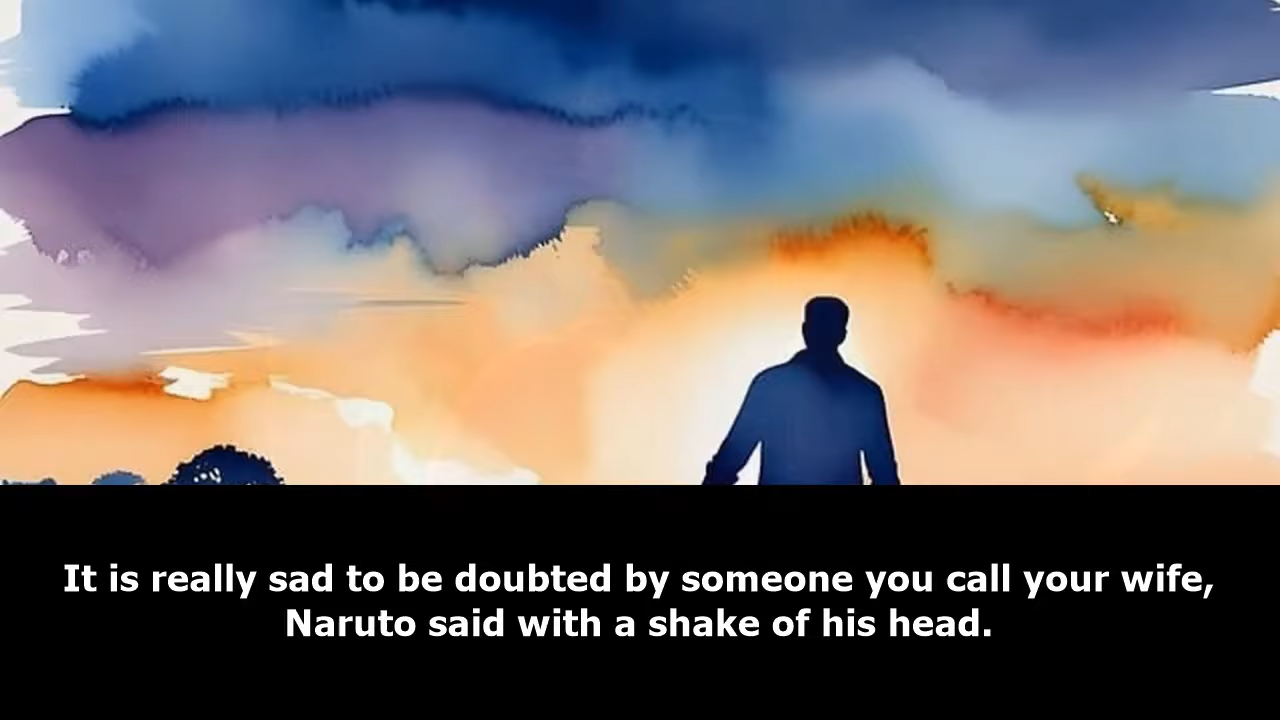 It is really sad to be doubted by someone you call your wife,
Naruto said with a shake of his head.